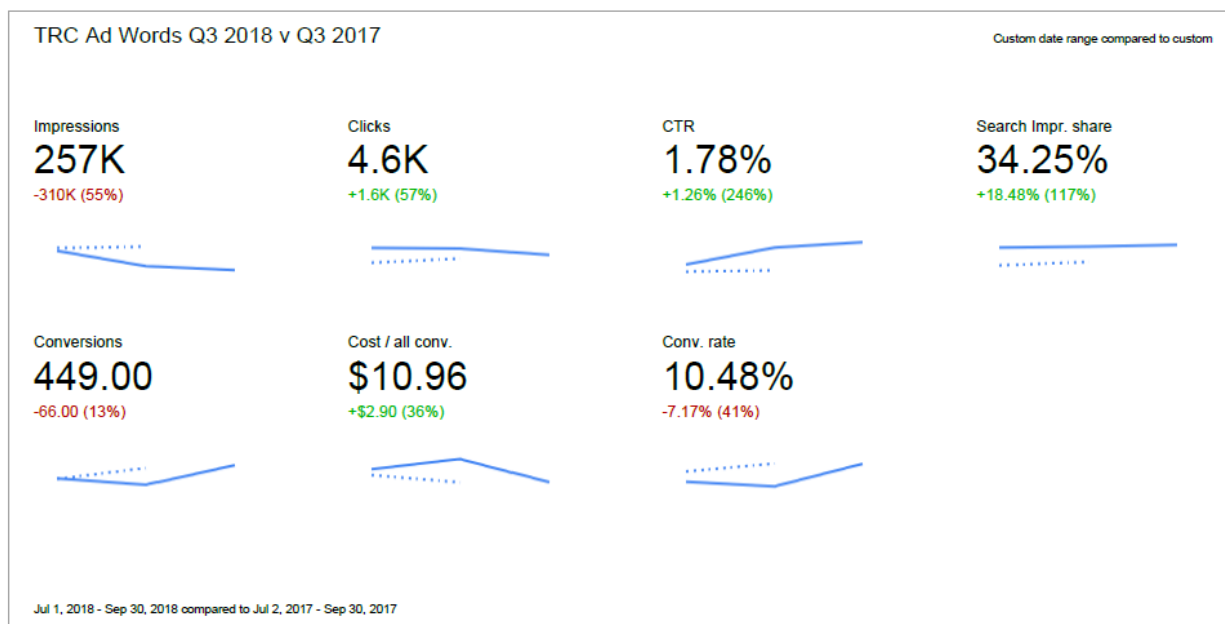 TRC Ad Words Q3 2018 v Q3 2017
Custom date range compared to custom
Impressions
257K
-310K (55%)
Clicks
4.6K
+1.6K (57%)
CTR
1.78%
+1.26% (246%)
Search Impr. share
34.25%
+18.48% (117%)
Conversions
449.00
-66.00 (13%)
Cost / all conv.
$10.96
+$2.90 (36%)
Conv. rate
10.48%
-7.17% (41%)
Jul 1, 2018 - Sep 30, 2018 compared to Jul 2, 2017 - Sep 30, 2017